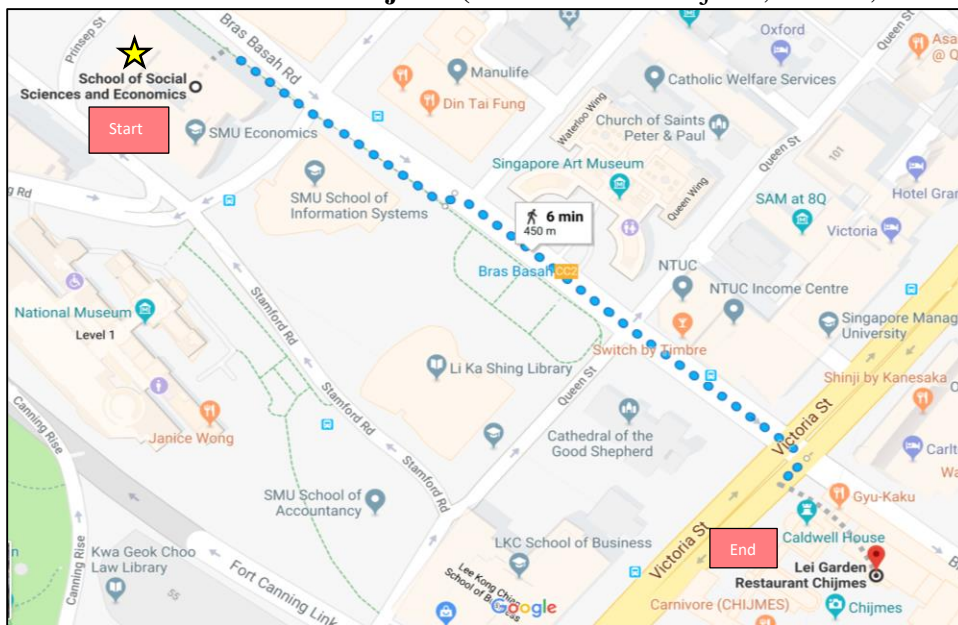 Prinsep St
Bras Basah Rd
School of Social
Sciences and Economics
Start
SMU Economics
Manulife
Din Tai Fung
Oxford
Queen St
Catholic Welfare Services
Waterloo Wing
Church of Saints
Peter & Paul
Queen St
101
Singapore Art Museum
Queen Wing
Hotel Gran
SMU School of
Information Systems
6 min
450 m
SAM at 8Q
Victoria
Bras Basah CC2
NTUC
NTUC Income Centre
National Museum
Level 1
Stamford Rd
Singapore Manag
University
Switch by Timbre
Li Ka Shing Library
Queen St
Shinji by Kanesaka
Stamford Rd
Janice Wong
Canning Rise
Cathedral of the
Good Shepherd
Victoria St
Stamford Rd
SMU School of
Accountancy
Gyu-Kaku
Caldwell House
LKC School of Business
End
Victoria St
Lei Garden
Restaurant Chijmes
Kwa Geok Choo
Law Library
55
Canning Rise
Fort Canning Link
Lee Kong Chian
School of Business
Google
Carnivore (CHIJMES)
Chijmes